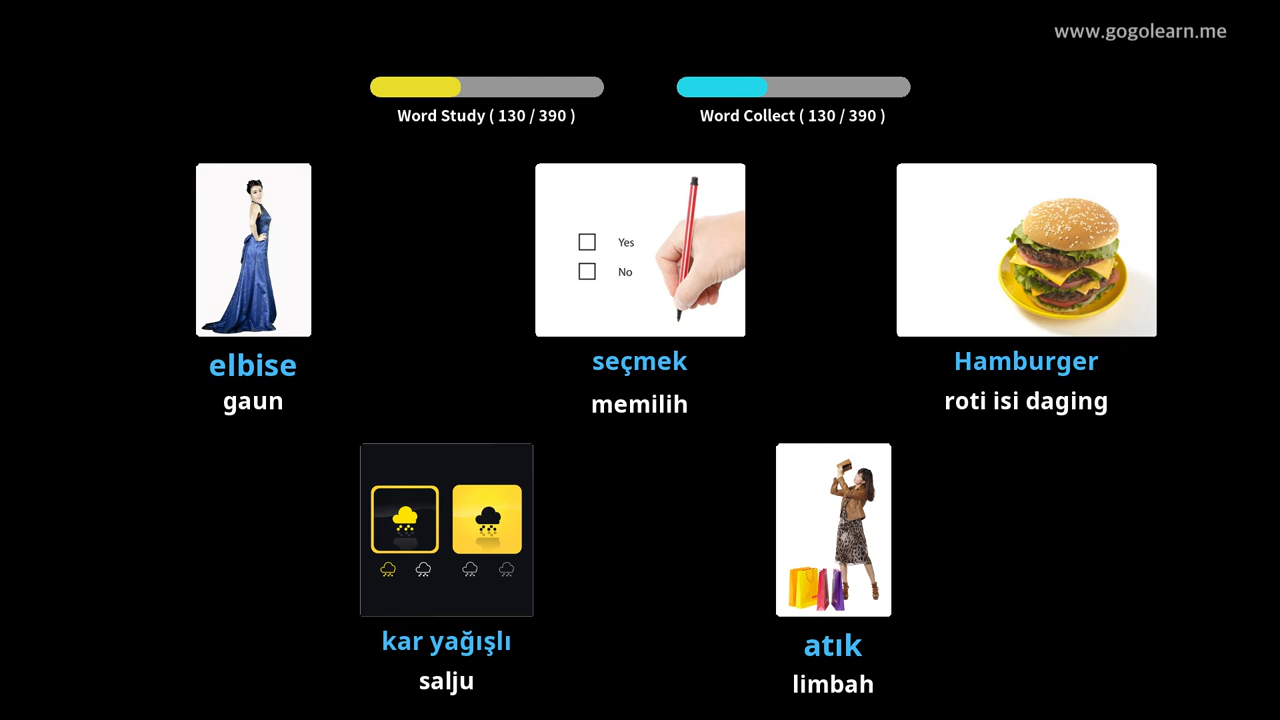 www.gogolearn.me
Word Study ( 130 / 390 )
Word Collect ( 130 / 390 )
Yes
No
elbise
gaun
seçmek
memilih
Hamburger
roti isi daging
kar yağışlı
salju
atık
limbah